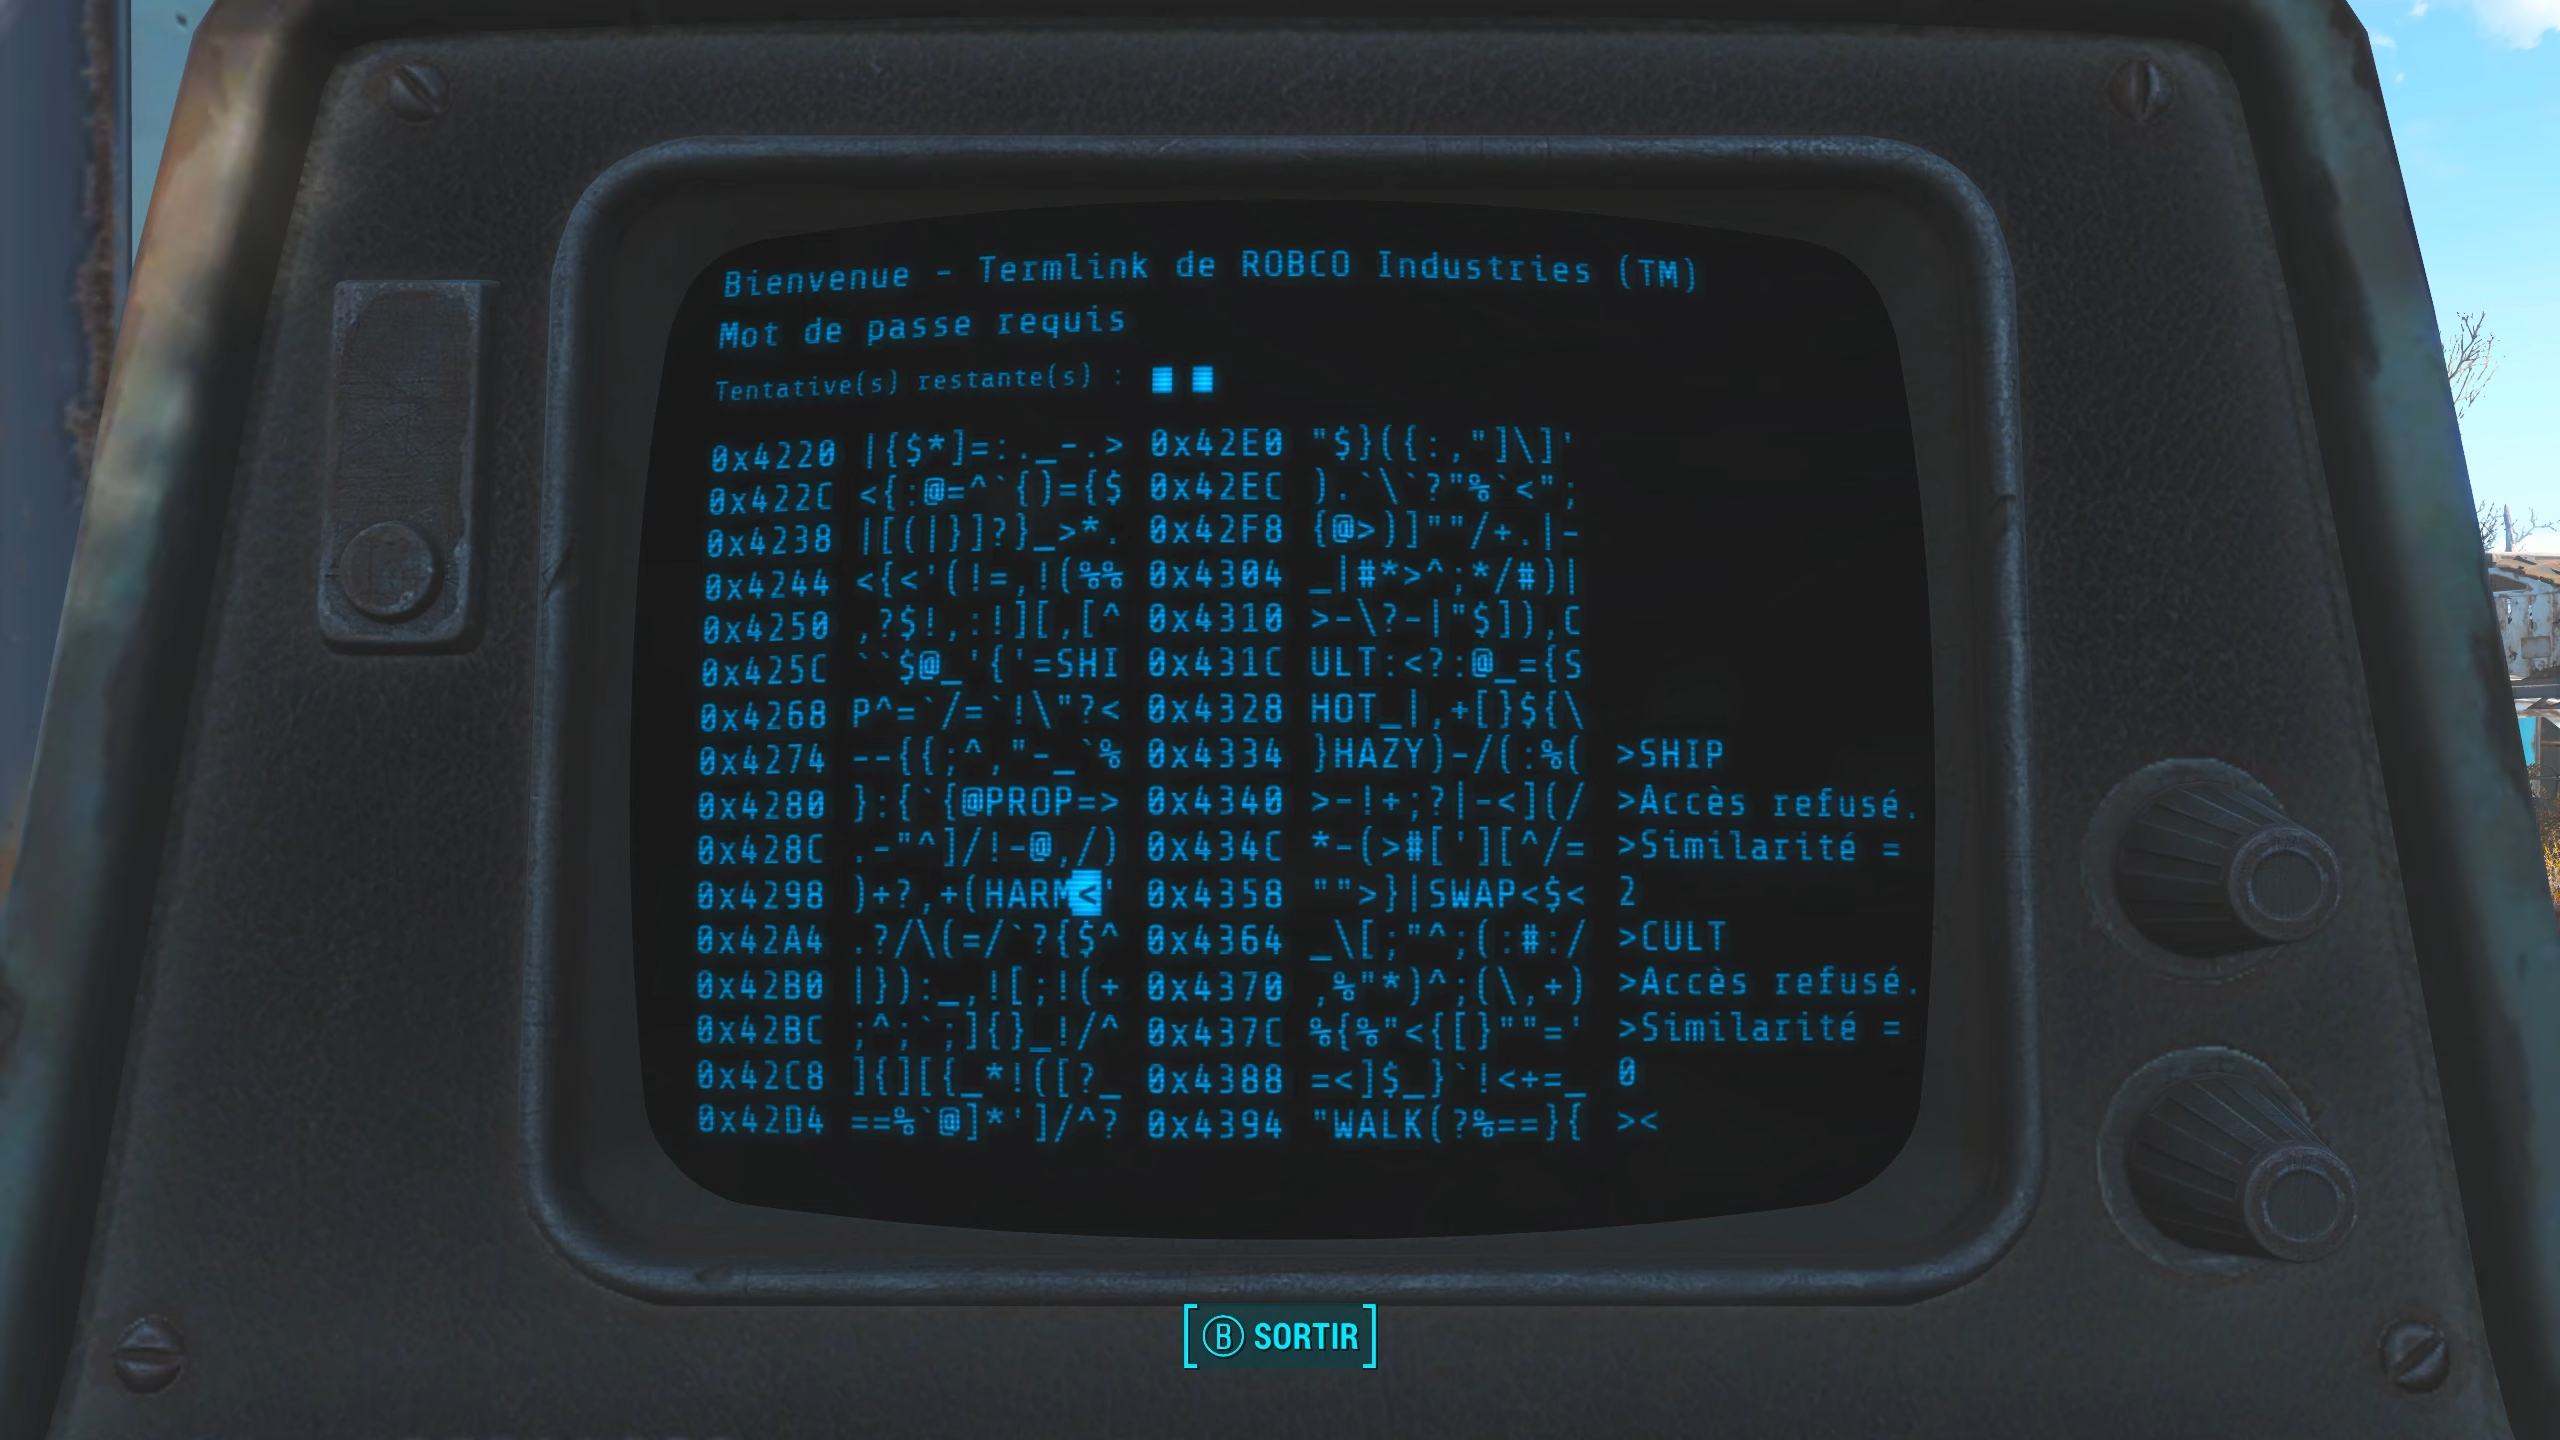 Bienvenue - Termlink de ROBCO Industries (TM)
Mot de passe requis
Tentative(s) restante(s) :
0x4220 |{$*]=:._-.> 0x42E0 "$}({:,"]\]'
0x422C <{:@=^`{)={$ 0x42EC ).`\`?"%`<";
0x4238 |[(|}]?}_>*. 0x42F8 {@>)]""/+.|-
0x4244 <{<'(!=,!(%% 0x4304 _|#*>^;*/#)|
0x4250 ,?$!,:!][,[^ 0x4310 >-\?-|"$]),C
0x425C ``$@_'{'=SHI 0x431C ULT:<?:@_={S
0x4268 P^=`/=`!\"?< 0x4328 HOT_|,+[}${\
0x4274 --{{;^,"-_`% 0x4334 }HAZY)-/(:%( >SHIP
0x4280 }:{`{@PROP=> 0x4340 >-!+;?|-<](/ >Accès refusé.
0x428C .-"^]/!-@,/) 0x434C *-(>#['][^/= >Similarité =
0x4298 )+?,+(HARM<' 0x4358 "">}|SWAP<$< 2
0x42A4 .?/\(=/`?{$^ 0x4364 _\[;"^;(:#:/ >CULT
0x42B0 |}):_,![;!(+ 0x4370 ,%"*)^;(\,+) >Accès refusé.
0x42BC ;^;`;]{}_!/^ 0x437C %{%"<{[}""=' >Similarité =
0x42C8 ]{][{_*!([?_ 0x4388 =<]$_}`!<+=_ 0
0x42D4 ==%`@]*']/^? 0x4394 "WALK(?%==}{ ><
B SORTIR